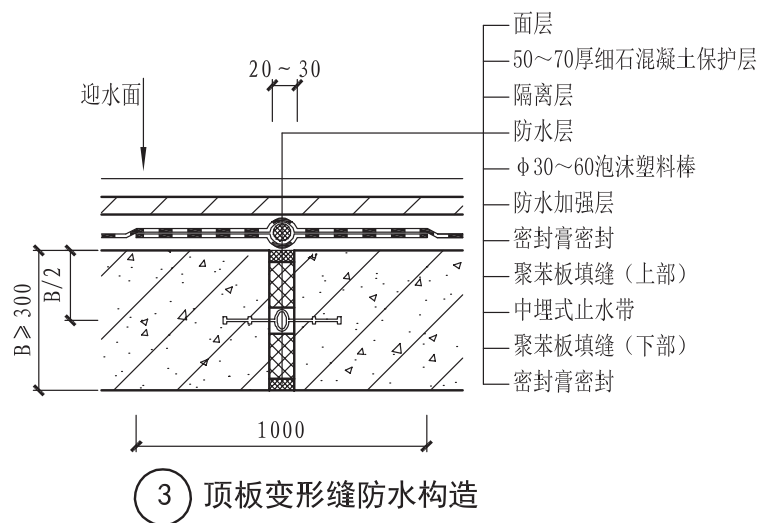 面层
50~70厚细石混凝土保护层
隔离层
防水层
φ30~60泡沫塑料棒
防水加强层
密封膏密封
聚苯板填缝（上部）
中埋式止水带
聚苯板填缝（下部）
密封膏密封
20~30
迎水面
B/2
B≥300
1000
3 顶板变形缝防水构造